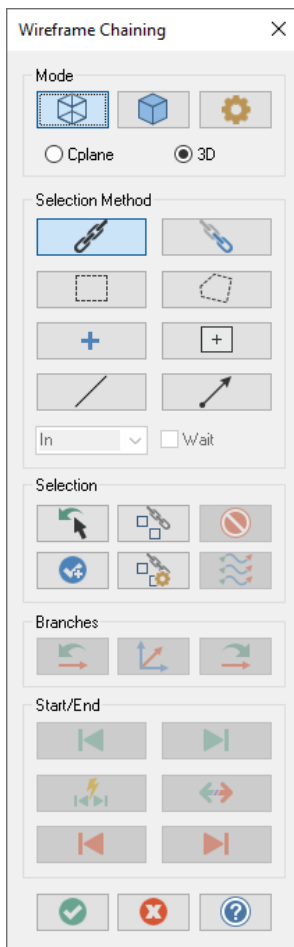 Wireframe Chaining
Mode
Cplane
3D
Selection Method
In
Wait
Selection
Branches
Start/End